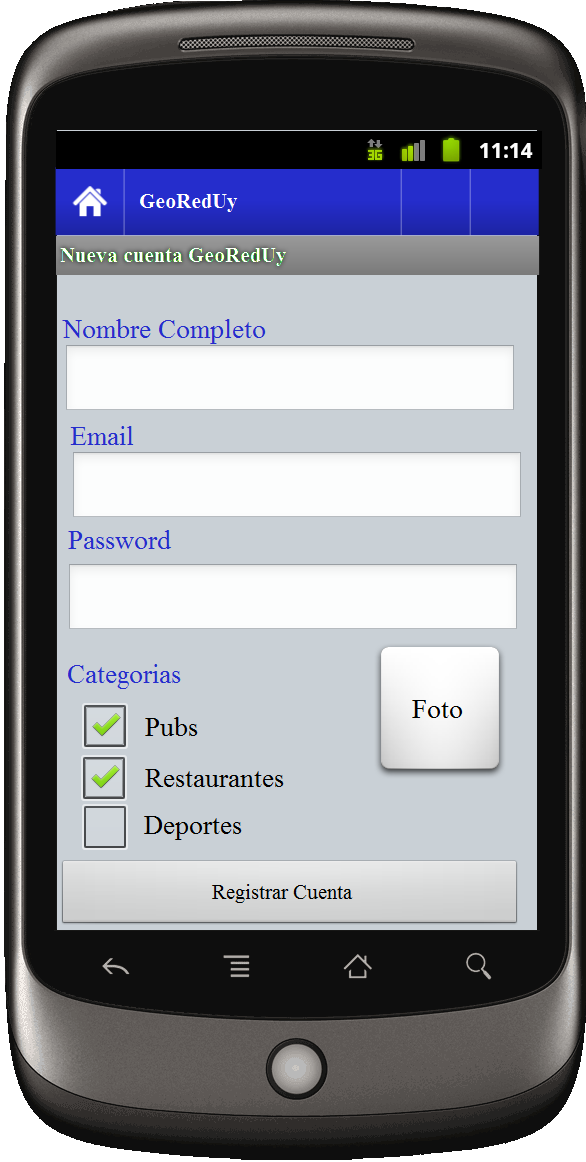 3G
11:14
GeoRedUy
Nueva cuenta GeoRedUy
Nombre Completo
Email
Password
Categorias
Foto
Pubs
Restaurantes
Deportes
Registrar Cuenta